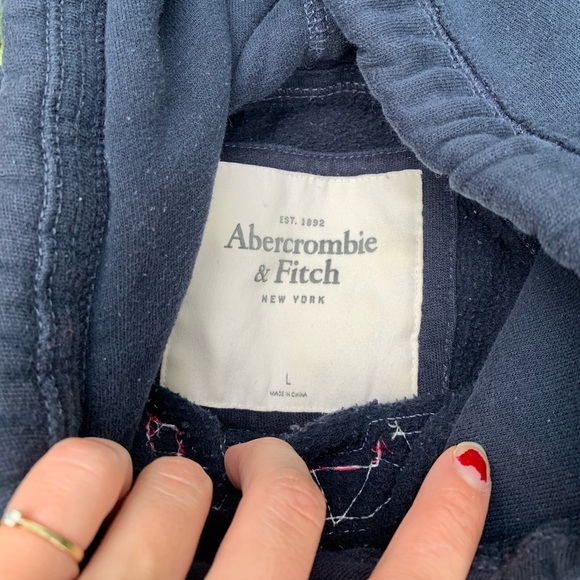 EST. 1892
Abercrombie
& Fitch
NEW YORK
L
MADE IN CHINA